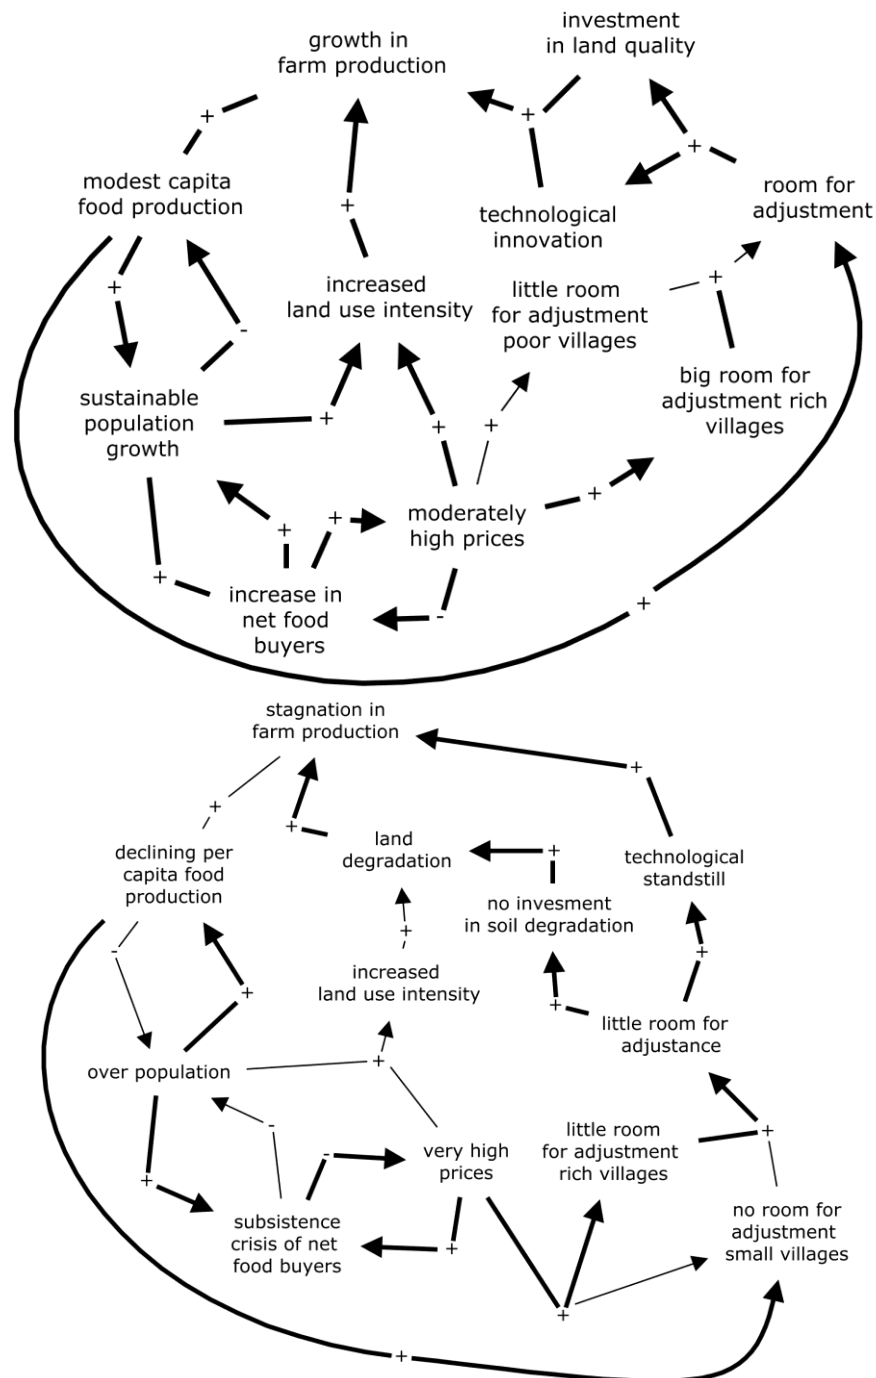 investment
in land quality
growth in
farm production
+
+
+
modest capita
food production
room for
adjustment
+
technological
innovation
+
+
increased
land use intensity
little room
for adjustment
poor villages
-
sustainable
population
growth
big room for
adjustment rich
villages
+
+
+
+
+
+
moderately
high prices
+
increase in
net food
buyers
-
+
stagnation in
farm production
+
+
+
land
degradation
+
technological
standstill
declining per
capita food
production
no invesment
in soil degradation
-
+
+
increased
land use intensity
+
+
little room for
adjustance
over population
+
-
very high
prices
little room
for adjustment
rich villages
+
-
+
subsistence
crisis of net
food buyers
+
no room for
adjustment
small villages
+
+